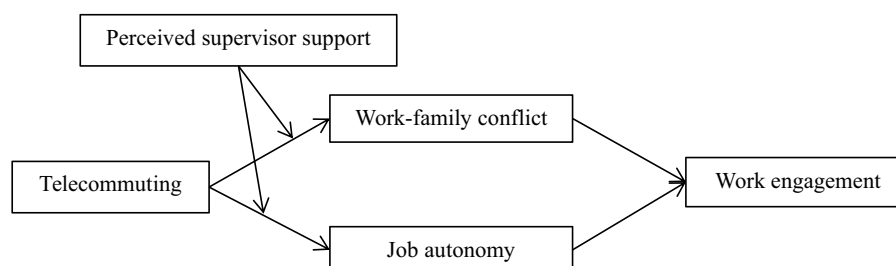 Perceived supervisor support
Work-family conflict
Telecommuting
Work engagement
Job autonomy